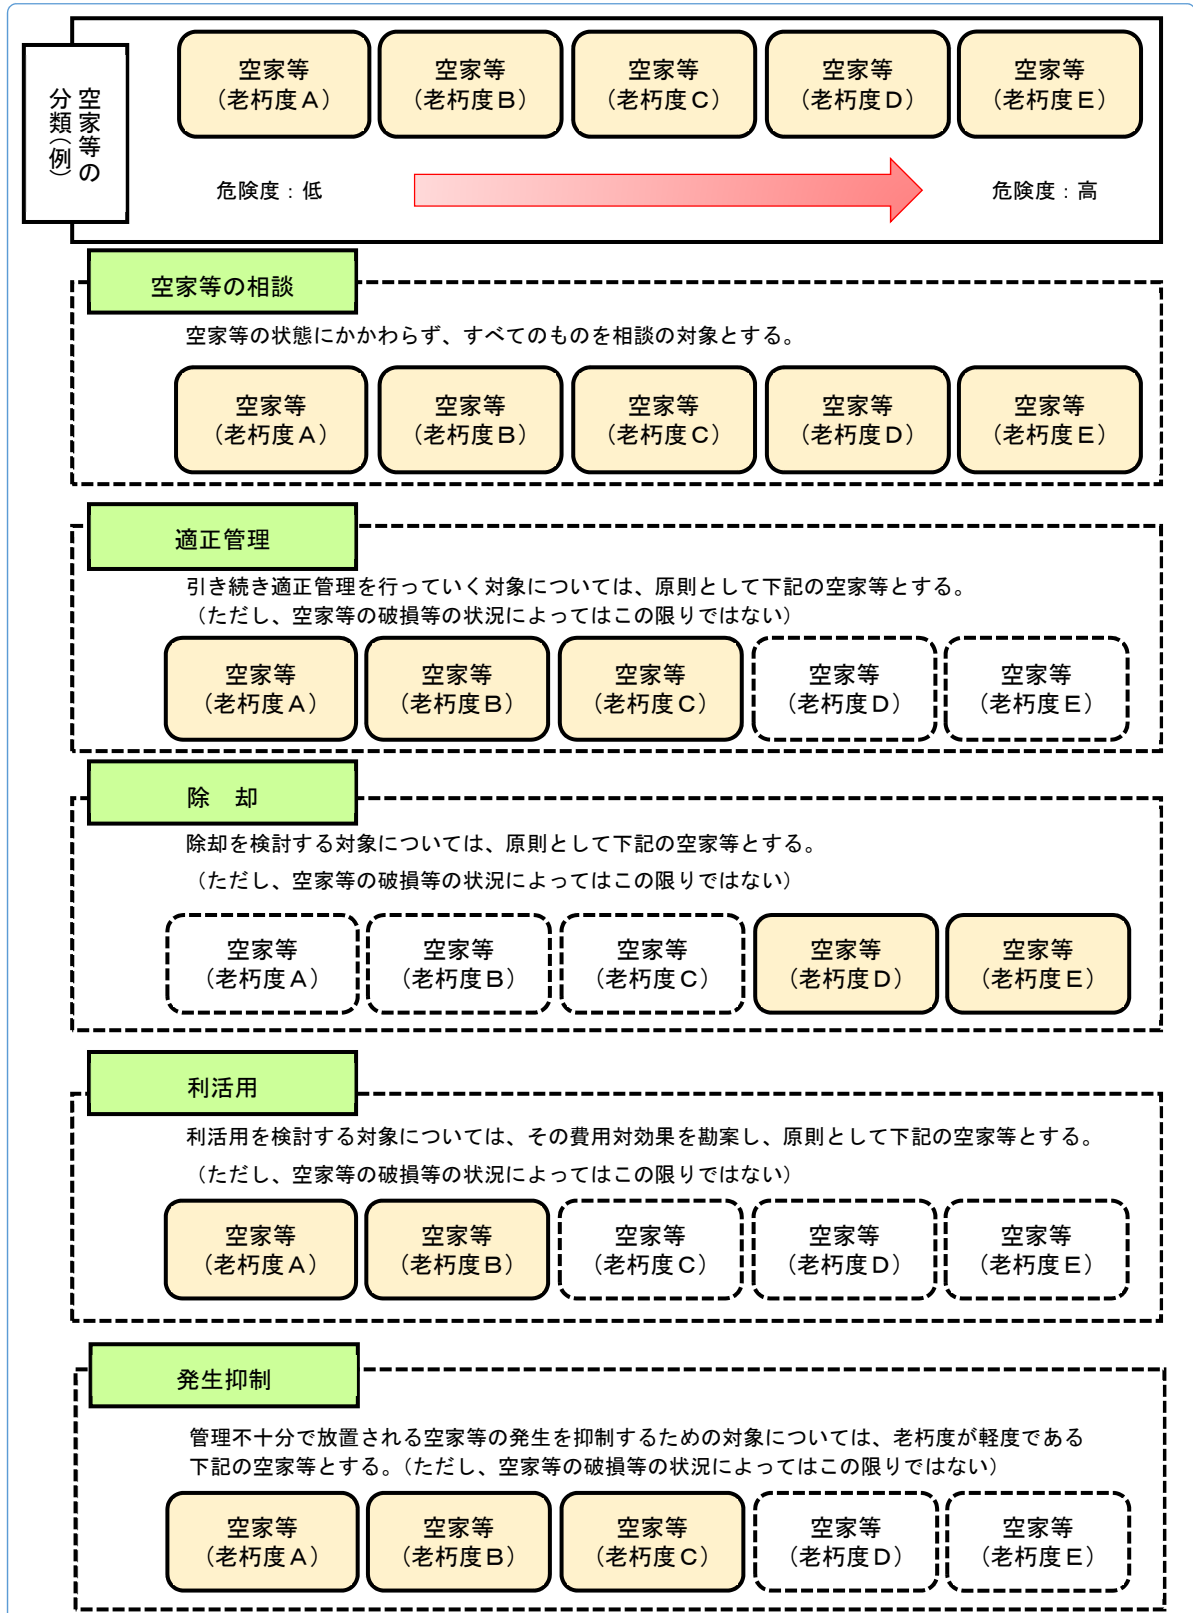 空家等の
分類（例）
空家等
（老朽度Ａ）
空家等
（老朽度Ｂ）
空家等
（老朽度Ｃ）
空家等
（老朽度Ｄ）
空家等
（老朽度Ｅ）
危険度：低
危険度：高
空家等の相談
空家等の状態にかかわらず、すべてのものを相談の対象とする。
空家等
（老朽度Ａ）
空家等
（老朽度Ｂ）
空家等
（老朽度Ｃ）
空家等
（老朽度Ｄ）
空家等
（老朽度Ｅ）
適正管理
引き続き適正管理を行っていく対象については、原則として下記の空家等とする。
（ただし、空家等の破損等の状況によってはこの限りではない）
空家等
（老朽度Ａ）
空家等
（老朽度Ｂ）
空家等
（老朽度Ｃ）
空家等
（老朽度Ｄ）
空家等
（老朽度Ｅ）
除　却
除却を検討する対象については、原則として下記の空家等とする。
（ただし、空家等の破損等の状況によってはこの限りではない）
空家等
（老朽度Ａ）
空家等
（老朽度Ｂ）
空家等
（老朽度Ｃ）
空家等
（老朽度Ｄ）
空家等
（老朽度Ｅ）
利活用
利活用を検討する対象については、その費用対効果を勘案し、原則として下記の空家等とする。
（ただし、空家等の破損等の状況によってはこの限りではない）
空家等
（老朽度Ａ）
空家等
（老朽度Ｂ）
空家等
（老朽度Ｃ）
空家等
（老朽度Ｄ）
空家等
（老朽度Ｅ）
発生抑制
管理不十分で放置される空家等の発生を抑制するための対象については、老朽度が軽度である
下記の空家等とする。（ただし、空家等の破損等の状況によってはこの限りではない）
空家等
（老朽度Ａ）
空家等
（老朽度Ｂ）
空家等
（老朽度Ｃ）
空家等
（老朽度Ｄ）
空家等
（老朽度Ｅ）